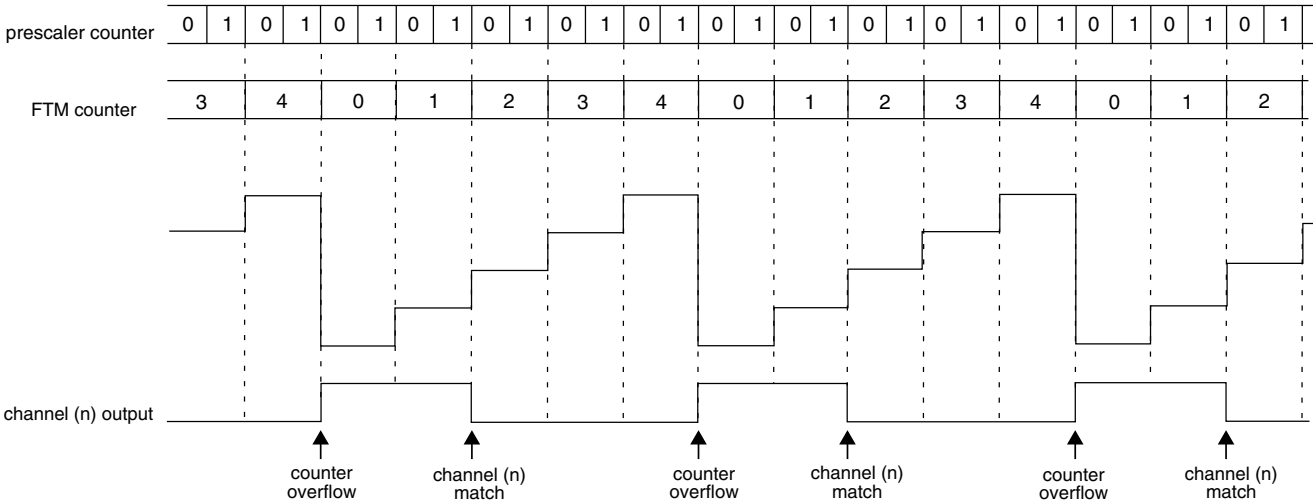 prescaler counter 0 1 0 1 0 1 0 1 0 1 0 1 0 1 0 1 0 1 0 1 0 1 0 1 0 1 0 1 0 1
FTM counter 3 4 0 1 2 3 4 0 1 2 3 4 0 1 2
channel (n) output
counter overflow
channel (n) match
counter overflow
channel (n) match
counter overflow
channel (n) match